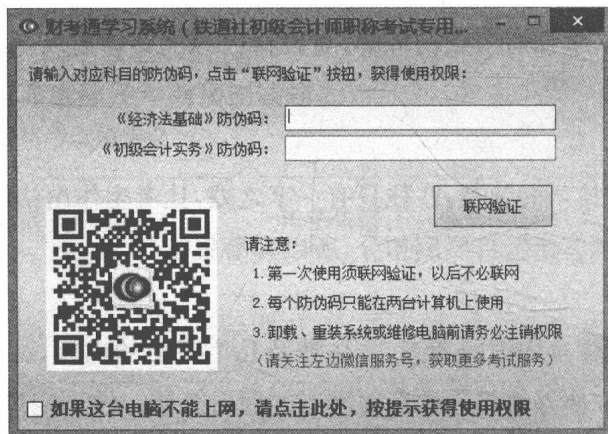 财考通学习系统（铁道社初级会计师职称考试专用...
请输入对应科目的防伪码，点击“联网验证”按钮，获得使用权限：
《经济法基础》防伪码：
《初级会计实务》防伪码：
联网验证
请注意：
1. 第一次使用须联网验证，以后不必联网
2. 每个防伪码只能在两台计算机上使用
3. 卸载、重装系统或维修电脑前请务必注销权限
（请关注左边微信服务号，获取更多考试服务）
如果这台电脑不能上网，请点击此处，按提示获得使用权限